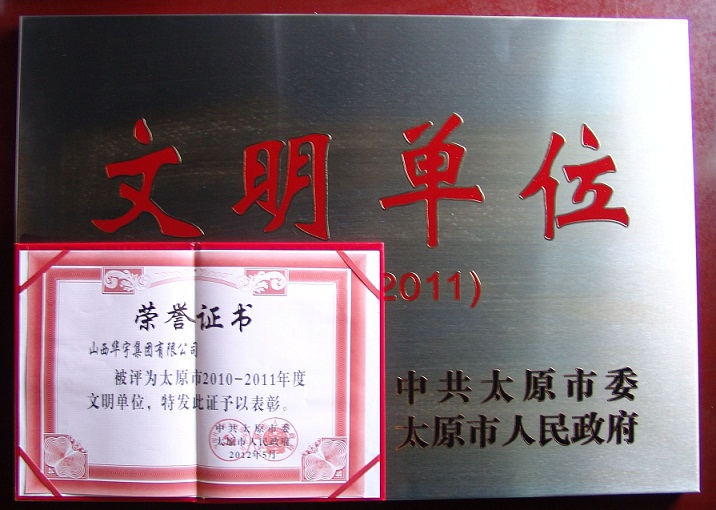 文明单位
2011)
中共太原市委
太原市人民政府
荣誉证书
山西华宇集团有限公司
被评为太原市2010-2011年度
文明单位，特发此证予以表彰。
中共太原市委
太原市人民政府
2012年5月